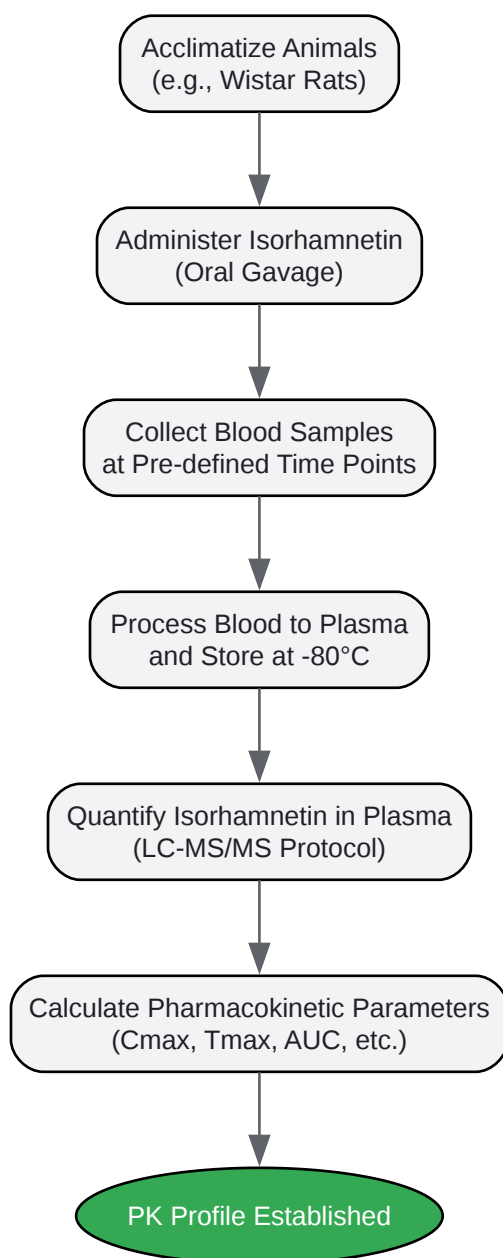 Acclimatize Animals
(e.g., Wistar Rats)
Administer Isorhamnetin
(Oral Gavage)
Collect Blood Samples
at Pre-defined Time Points
Process Blood to Plasma
and Store at -80°C
Quantify Isorhamnetin in Plasma
(LC-MS/MS Protocol)
Calculate Pharmacokinetic Parameters
(Cmax, Tmax, AUC, etc.)
PK Profile Established